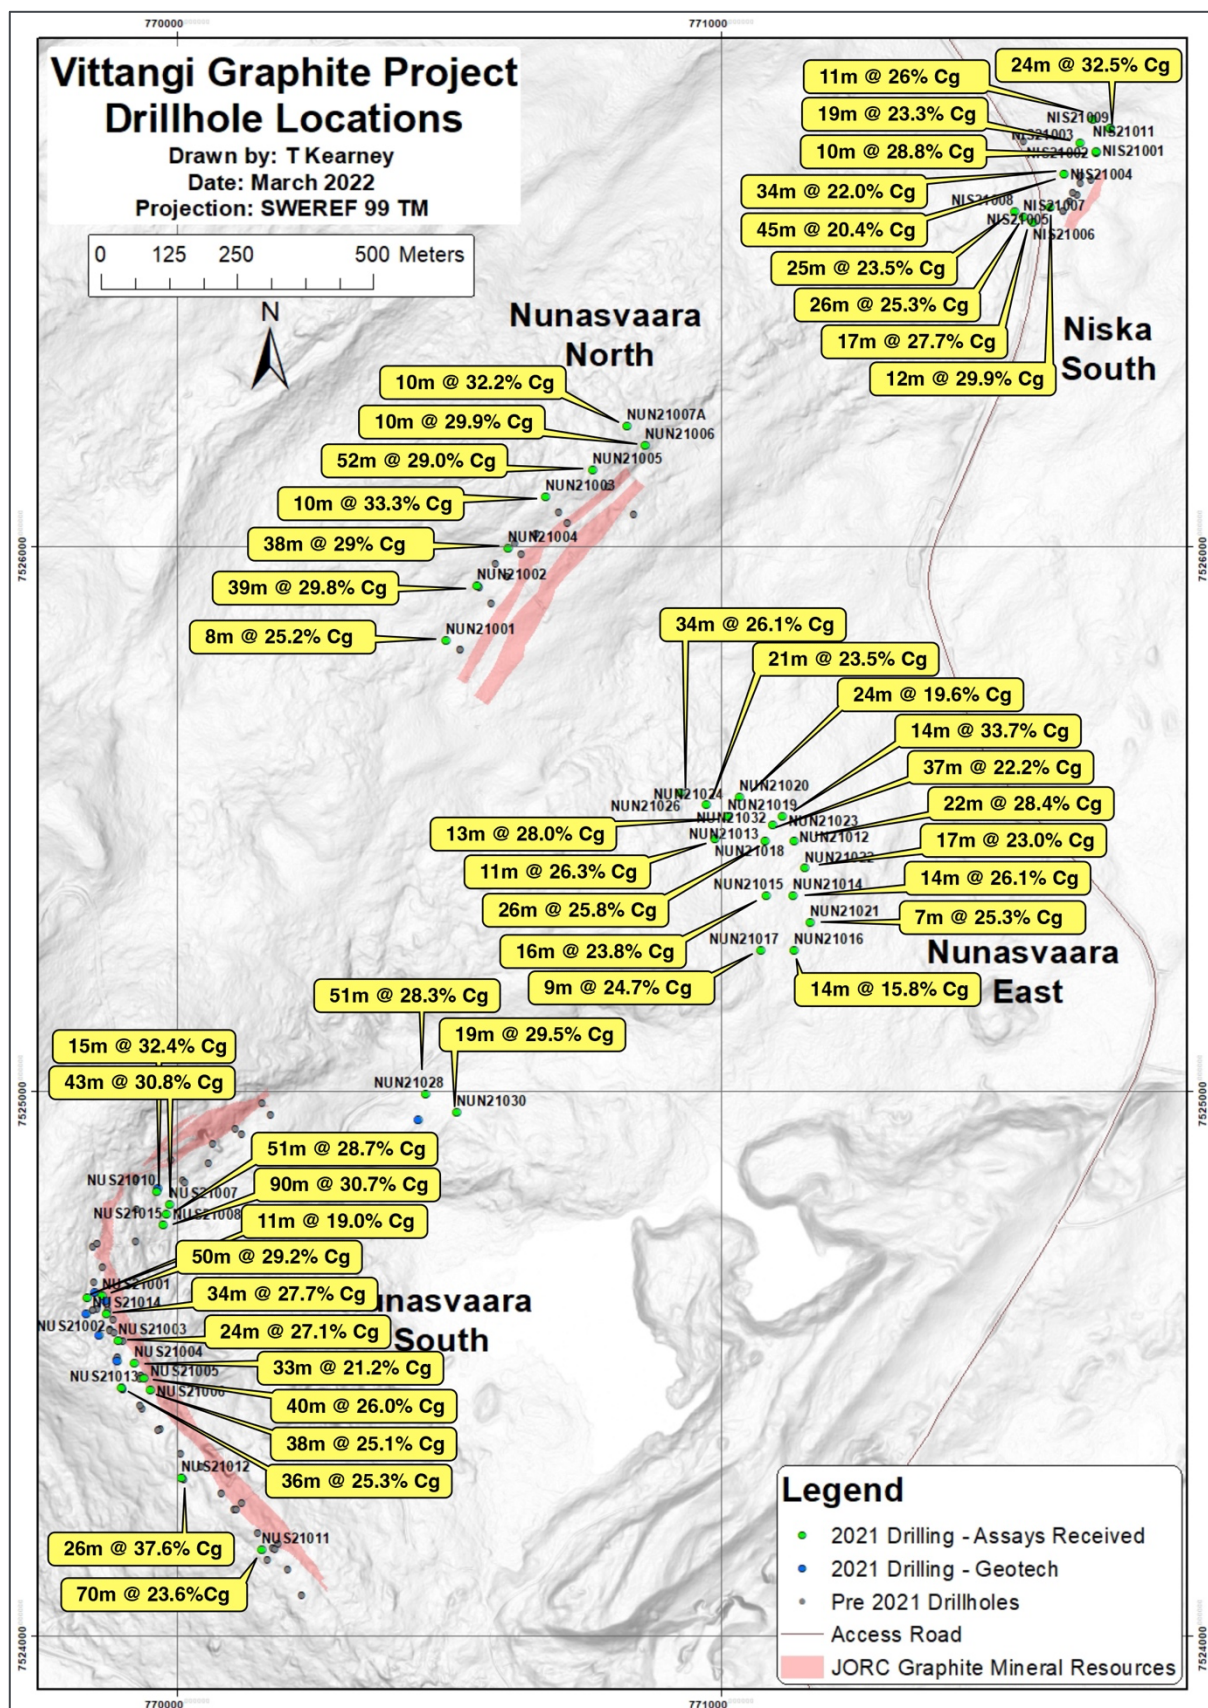 770000
771000
Vittangi Graphite Project
Drillhole Locations
Drawn by: T Kearney
Date: March 2022
Projection: SWEREF 99 TM
0 125 250 500 Meters
N
11m @ 26% Cg
24m @ 32.5% Cg
19m @ 23.3% Cg
10m @ 28.8% Cg
34m @ 22.0% Cg
45m @ 20.4% Cg
25m @ 23.5% Cg
26m @ 25.3% Cg
17m @ 27.7% Cg
12m @ 29.9% Cg
NIS21009
NIS21003
NIS21011
NIS21002
NIS21001
NIS21004
NIS21008
NIS21007
NIS21005
NIS21006
Niska
South
Nunasvaara
North
10m @ 32.2% Cg
10m @ 29.9% Cg
52m @ 29.0% Cg
10m @ 33.3% Cg
38m @ 29% Cg
39m @ 29.8% Cg
8m @ 25.2% Cg
NUN21007A
NUN21006
NUN21005
NUN21003
NUN21004
NUN21002
NUN21001
7526000
7526000
34m @ 26.1% Cg
21m @ 23.5% Cg
24m @ 19.6% Cg
14m @ 33.7% Cg
37m @ 22.2% Cg
22m @ 28.4% Cg
17m @ 23.0% Cg
14m @ 26.1% Cg
7m @ 25.3% Cg
13m @ 28.0% Cg
11m @ 26.3% Cg
26m @ 25.8% Cg
16m @ 23.8% Cg
9m @ 24.7% Cg
14m @ 15.8% Cg
NUN21024
NUN21020
NUN21026
NUN21019
NUN21032
NUN21023
NUN21013
NUN21012
NUN21018
NUN21022
NUN21015
NUN21014
NUN21021
NUN21017
NUN21016
Nunasvaara
East
51m @ 28.3% Cg
19m @ 29.5% Cg
NUN21028
NUN21030
7525000
7525000
15m @ 32.4% Cg
43m @ 30.8% Cg
51m @ 28.7% Cg
90m @ 30.7% Cg
11m @ 19.0% Cg
50m @ 29.2% Cg
34m @ 27.7% Cg
24m @ 27.1% Cg
33m @ 21.2% Cg
40m @ 26.0% Cg
38m @ 25.1% Cg
36m @ 25.3% Cg
26m @ 37.6% Cg
70m @ 23.6%Cg
NUS21010
NUS21007
NUS21015
NUS21008
NUS21001
NUS21014
NUS21002
NUS21003
NUS21004
NUS21005
NUS21013
NUS21006
NUS21012
NUS21011
unasvaara
South
Legend
2021 Drilling - Assays Received
2021 Drilling - Geotech
Pre 2021 Drillholes
Access Road
JORC Graphite Mineral Resources
7524000
7524000
770000
771000